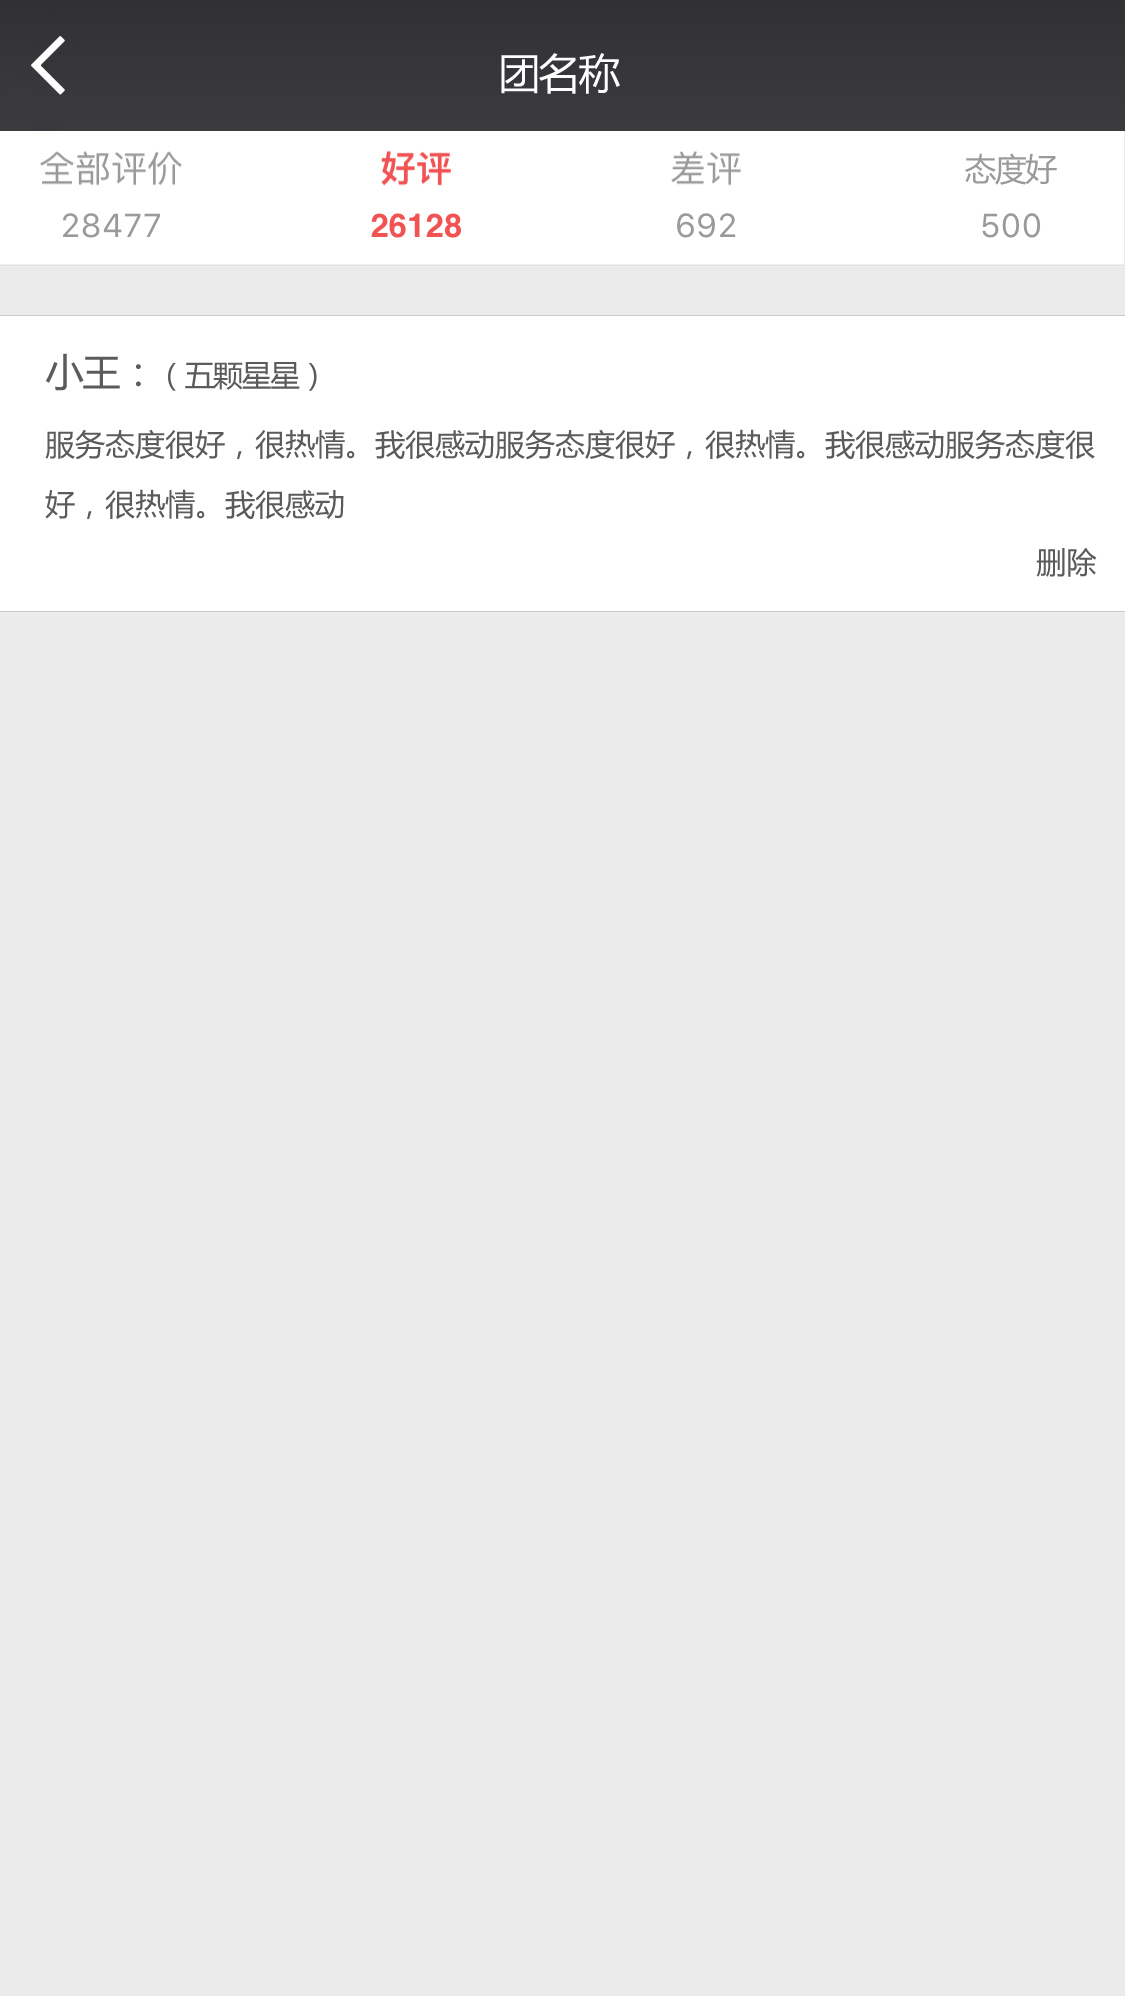 团名称
全部评价 好评 差评 态度好
28477 26128 692 500
小王：（五颗星星）
服务态度很好，很热情。我很感动服务态度很好，很热情。我很感动服务态度很
好，很热情。我很感动
删除